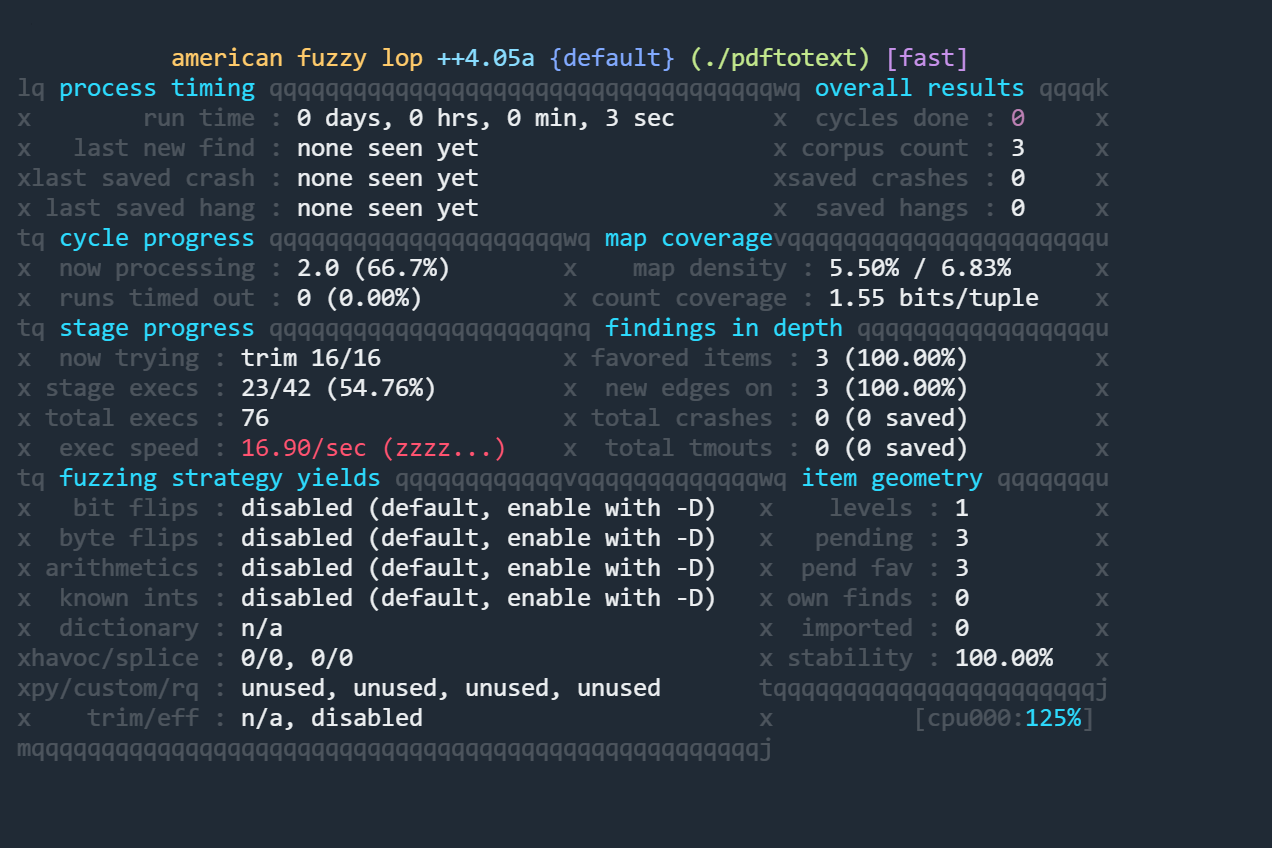 american fuzzy lop ++4.05a {default} (./pdftotext) [fast]
lq process timing qqqqqqqqqqqqqqqqqqqqqqqqqqqqqqqqqqqqwq overall results qqqqk
x        run time : 0 days, 0 hrs, 0 min, 3 sec       x  cycles done : 0     x
x   last new find : none seen yet                     x corpus count : 3     x
xlast saved crash : none seen yet                     xsaved crashes : 0     x
x last saved hang : none seen yet                     x  saved hangs : 0     x
tq cycle progress qqqqqqqqqqqqqqqqqqqqqwq map coveragevqqqqqqqqqqqqqqqqqqqqqqu
x  now processing : 2.0 (66.7%)        x    map density : 5.50% / 6.83%      x
x  runs timed out : 0 (0.00%)          x count coverage : 1.55 bits/tuple    x
tq stage progress qqqqqqqqqqqqqqqqqqqqqnq findings in depth qqqqqqqqqqqqqqqqqu
x  now trying : trim 16/16             x favored items : 3 (100.00%)         x
x stage execs : 23/42 (54.76%)         x  new edges on : 3 (100.00%)         x
x total execs : 76                     x total crashes : 0 (0 saved)         x
x  exec speed : 16.90/sec (zzzz...)    x  total tmouts : 0 (0 saved)         x
tq fuzzing strategy yields qqqqqqqqqqqqvqqqqqqqqqqqqqwq item geometry qqqqqqqu
x   bit flips : disabled (default, enable with -D)   x    levels : 1         x
x  byte flips : disabled (default, enable with -D)   x   pending : 3         x
x arithmetics : disabled (default, enable with -D)   x  pend fav : 3         x
x  known ints : disabled (default, enable with -D)   x own finds : 0         x
x  dictionary : n/a                                  x  imported : 0         x
xhavoc/splice : 0/0, 0/0                             x stability : 100.00%   x
xpy/custom/rq : unused, unused, unused, unused       tqqqqqqqqqqqqqqqqqqqqqqqj
x    trim/eff : n/a, disabled                        x          [cpu000:125%]
mqqqqqqqqqqqqqqqqqqqqqqqqqqqqqqqqqqqqqqqqqqqqqqqqqqqqj